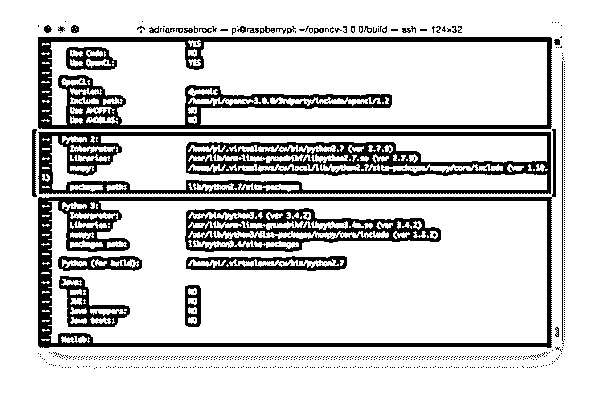 adrianrosebrock — pi@raspberrypi: ~/opencv-3.0.0/build — ssh — 124×32
YES
Use Cuda: NO
Use OpenCL: YES
OpenCL:
Version: dynamic
Include path: /home/pi/opencv-3.0.0/3rdparty/include/opencl/1.2
Use AMDFFT: NO
Use AMDBLAS: NO
Python 2:
Interpreter: /home/pi/.virtualenvs/cv/bin/python2.7 (ver 2.7.9)
Libraries: /usr/lib/arm-linux-gnueabihf/libpython2.7.so (ver 2.7.9)
numpy: /home/pi/.virtualenvs/cv/local/lib/python2.7/site-packages/numpy/core/include (ver 1.10.
packages path: lib/python2.7/site-packages
Python 3:
Interpreter: /usr/bin/python3.4 (ver 3.4.2)
Libraries: /usr/lib/arm-linux-gnueabihf/libpython3.4m.so (ver 3.4.2)
numpy: /usr/lib/python3/dist-packages/numpy/core/include (ver 1.8.2)
packages path: lib/python3.4/site-packages
Python (for build): /home/pi/.virtualenvs/cv/bin/python2.7
Java:
ant: NO
JNI: NO
Java wrappers: NO
Java tests: NO
Matlab: